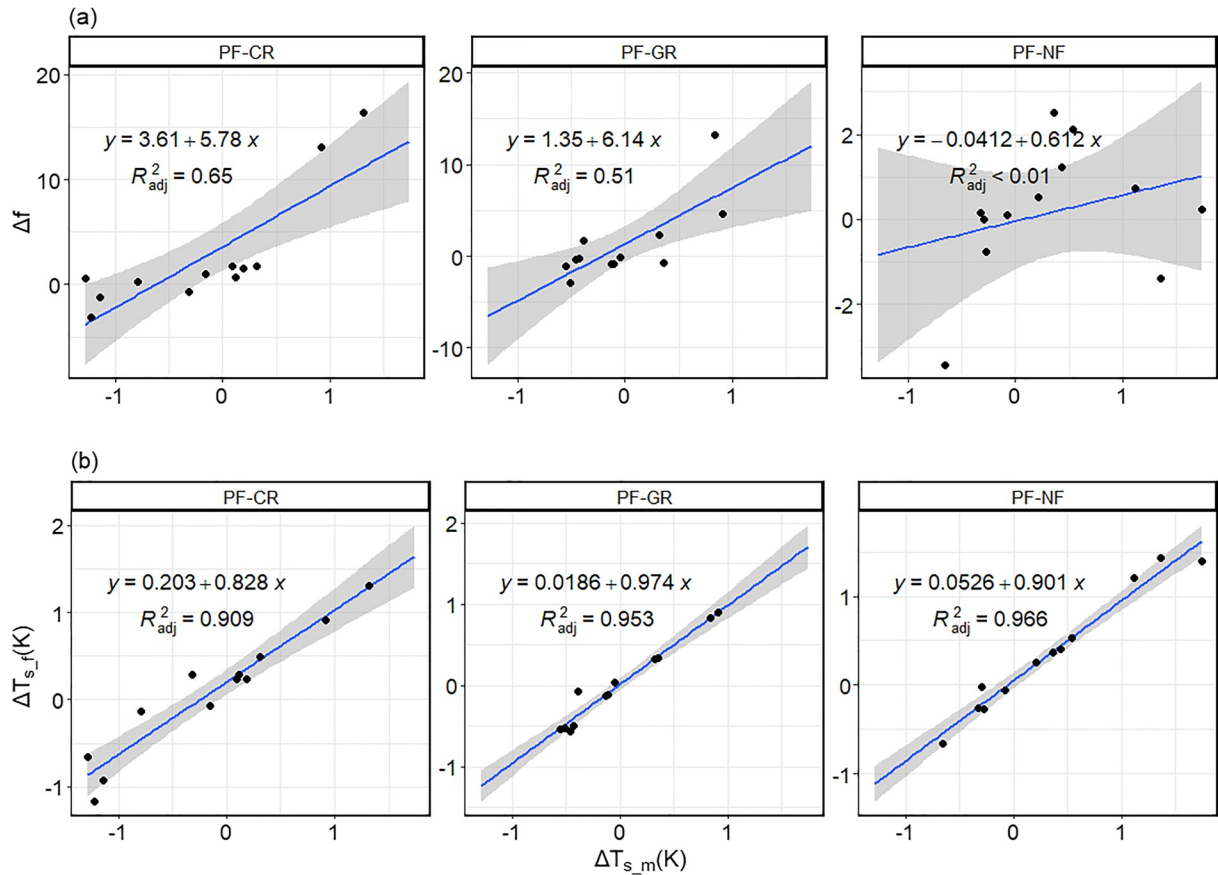 (a)
PF-CR PF-GR PF-NF
20 20
y = 3.61 + 5.78 x y = 1.35 + 6.14 x y = −0.0412 + 0.612 x
R²adj = 0.65 R²adj = 0.51 R²adj < 0.01
Δf
10 10 2
0 0 0
-10 -2
-1 0 1 -1 0 1 -1 0 1
(b)
PF-CR PF-GR PF-NF
2 2
y = 0.203 + 0.828 x y = 0.0186 + 0.974 x y = 0.0526 + 0.901 x
R²adj = 0.909 R²adj = 0.953 R²adj = 0.966
ΔTs_f(K)
1 1 1
0 0 0
-1 -1 -1
-1 0 1 -1 0 1 -1 0 1
ΔTs_m(K)